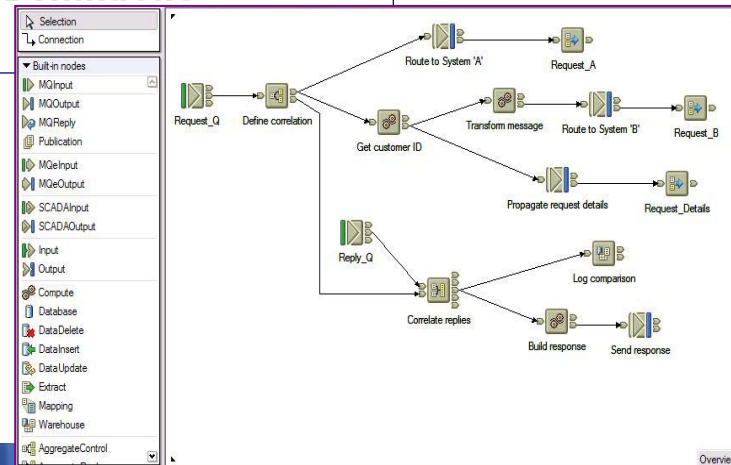 Selection
Connection
Built-in nodes
MQInput
MQOutput
MQReply
Publication
MQeInput
MQeOutput
SCADAInput
SCADAOutput
Input
Output
Compute
Database
DataDelete
DataInsert
DataUpdate
Extract
Mapping
Warehouse
AggregateControl
Route to System 'A'
Request_A
Request_Q
Define correlation
Get customer ID
Transform message
Route to System 'B'
Request_B
Propagate request details
Request_Details
Reply_Q
Log comparison
Correlate replies
Build response
Send response
Overvie